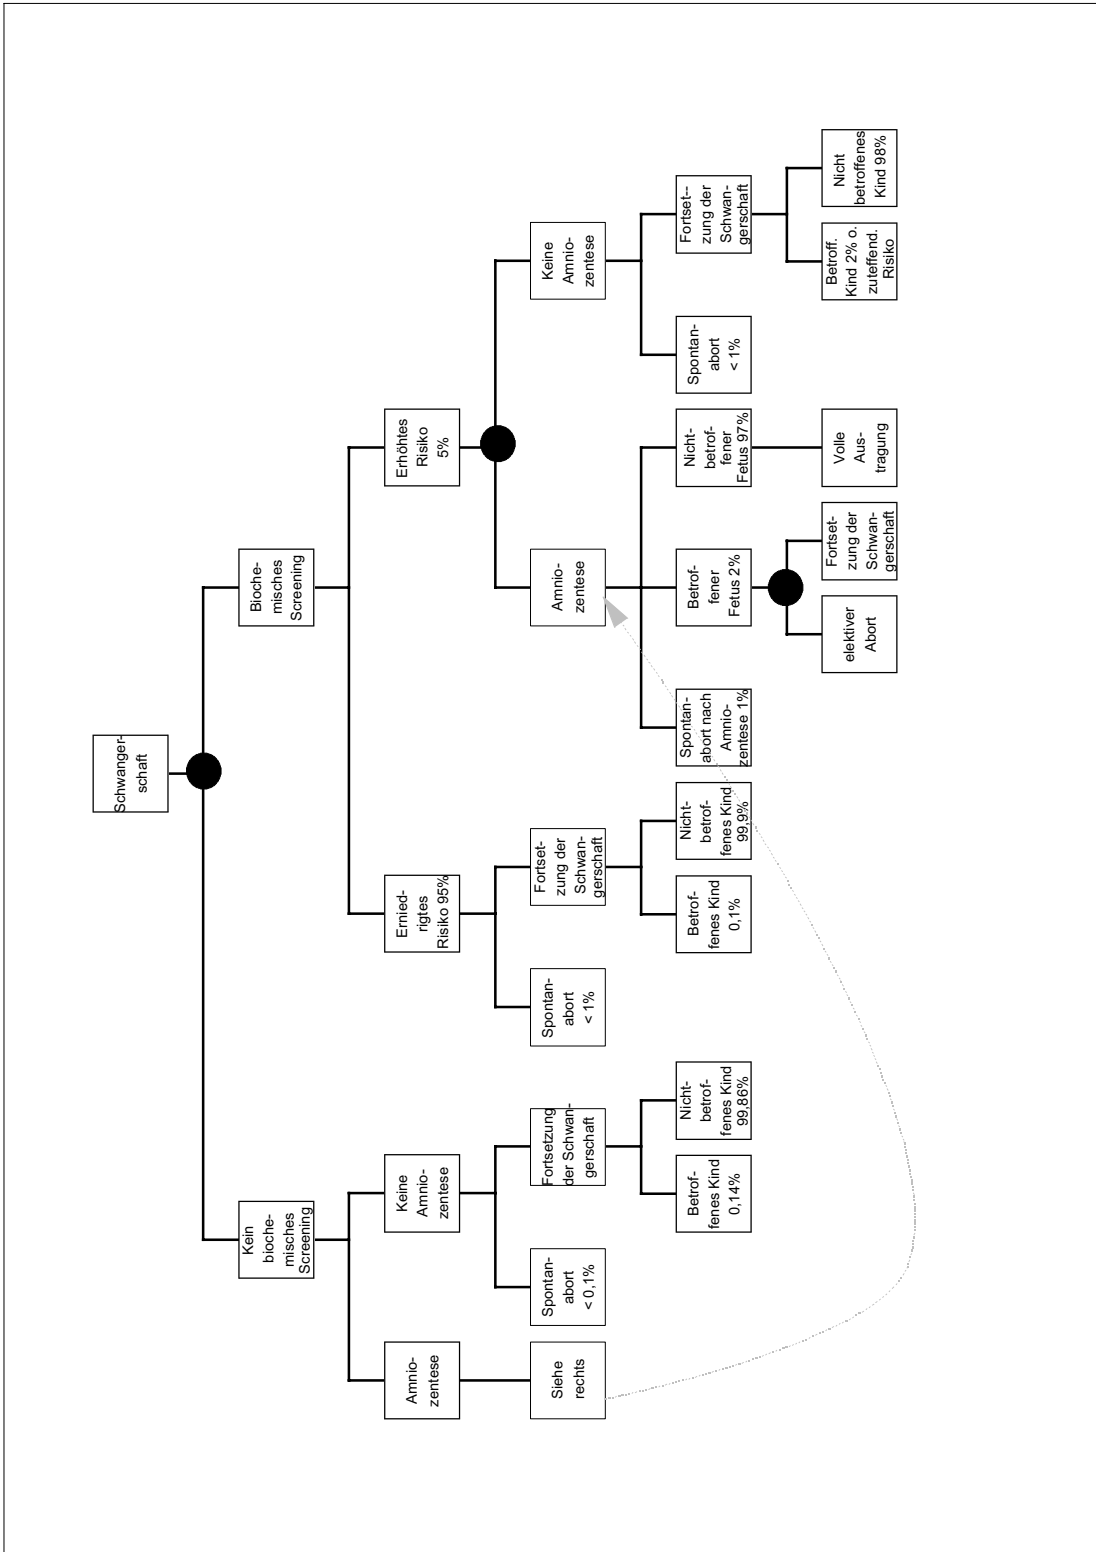 Schwanger-
schaft
Kein
bioche-
misches
Screening
Bioche-
misches
Screening
Amnio-
zentese
Keine
Amnio-
zentese
Ernied-
rigtes
Risiko 95%
Erhöhtes
Risiko
5%
Siehe
rechts
Spontan-
abort
< 0,1%
Fortsetzung
der Schwan-
gerschaft
Spontan-
abort
< 1%
Fortset-
zung der
Schwan-
gerschaft
Amnio-
zentese
Keine
Amnio-
zentese
Betrof-
fenes Kind
0,14%
Nicht-
betrof-
fenes Kind
99,86%
Betrof-
fenes Kind
0,1%
Nicht-
betrof-
fenes Kind
99,9%
Spontan-
abort nach
Amnio-
zentese 1%
Betrof-
fener
Fetus 2%
Nicht-
betrof-
fener
Fetus 97%
Spontan-
abort
< 1%
Fortset--
zung der
Schwan-
gerschaft
elektiver
Abort
Fortset-
zung der
Schwan-
gerschaft
Volle
Aus-
tragung
Betroff.
Kind 2% o.
zuteffend.
Risiko
Nicht
betroffenes
Kind 98%